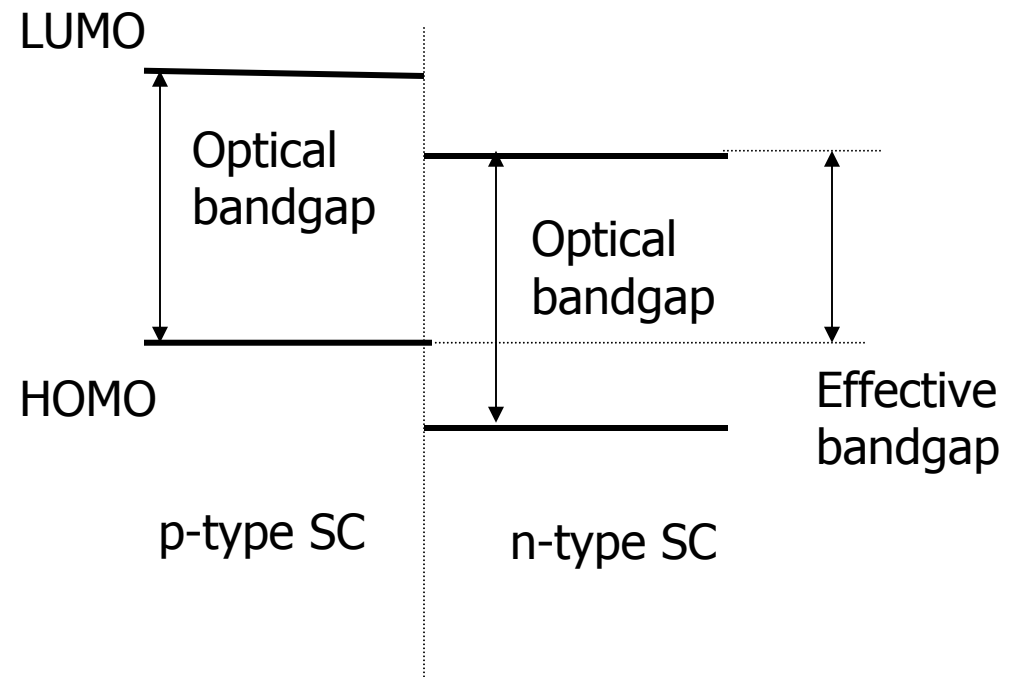 LUMO
Optical
bandgap
Optical
bandgap
HOMO
Effective
bandgap
p-type SC
n-type SC